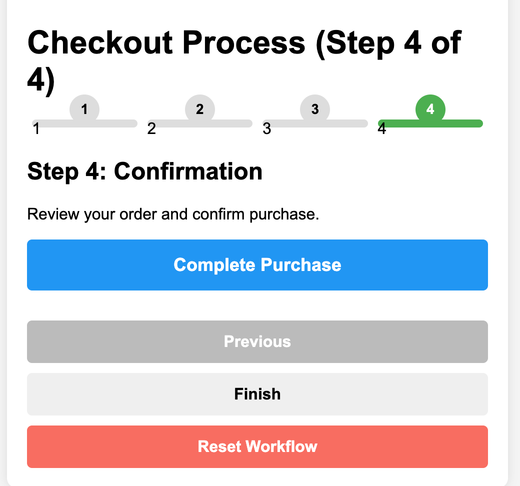 Checkout Process (Step 4 of
4)
1 2 3 4
1 2 3 4
Step 4: Confirmation
Review your order and confirm purchase.
Complete Purchase
Previous
Finish
Reset Workflow